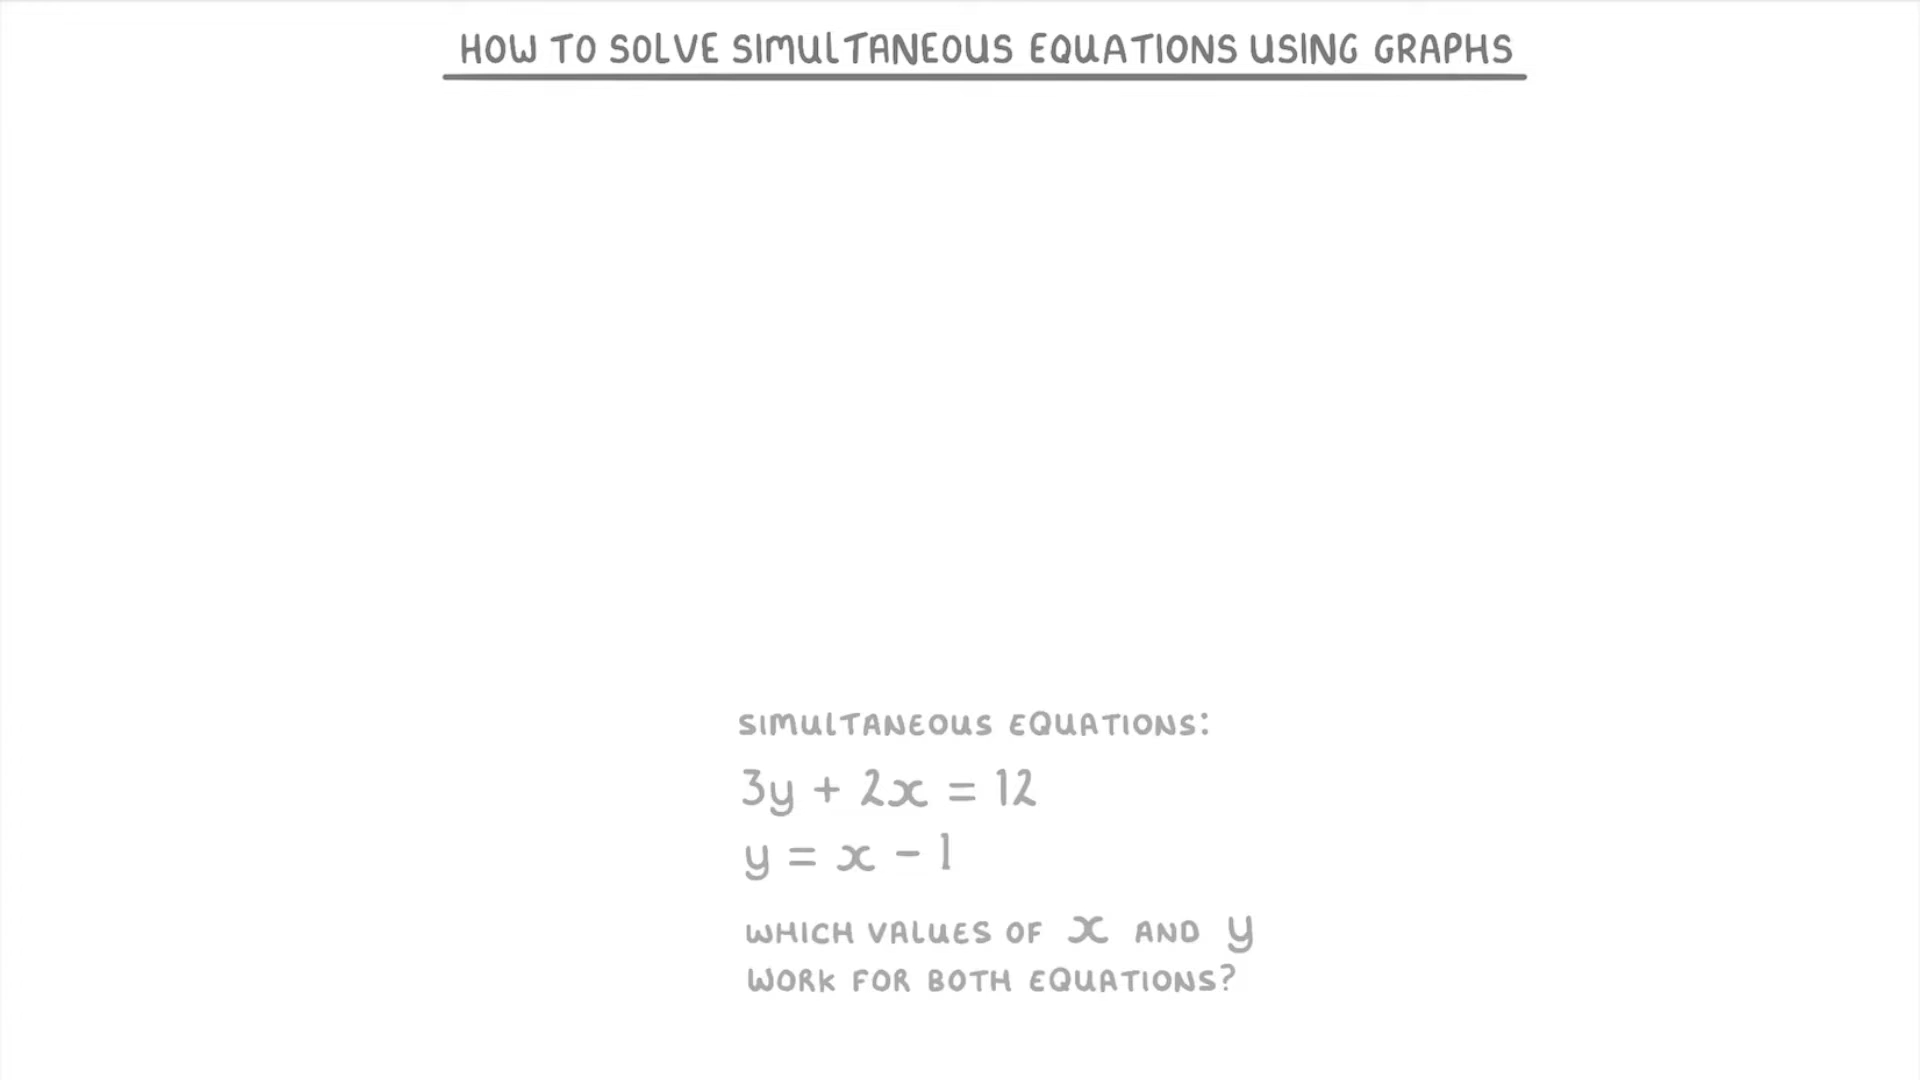 HOW TO SOLVE SIMULTANEOUS EQUATIONS USING GRAPHS
SIMULTANEOUS EQUATIONS:
3y + 2x = 12
y = x - 1
WHICH VALUES OF x AND y
WORK FOR BOTH EQUATIONS?